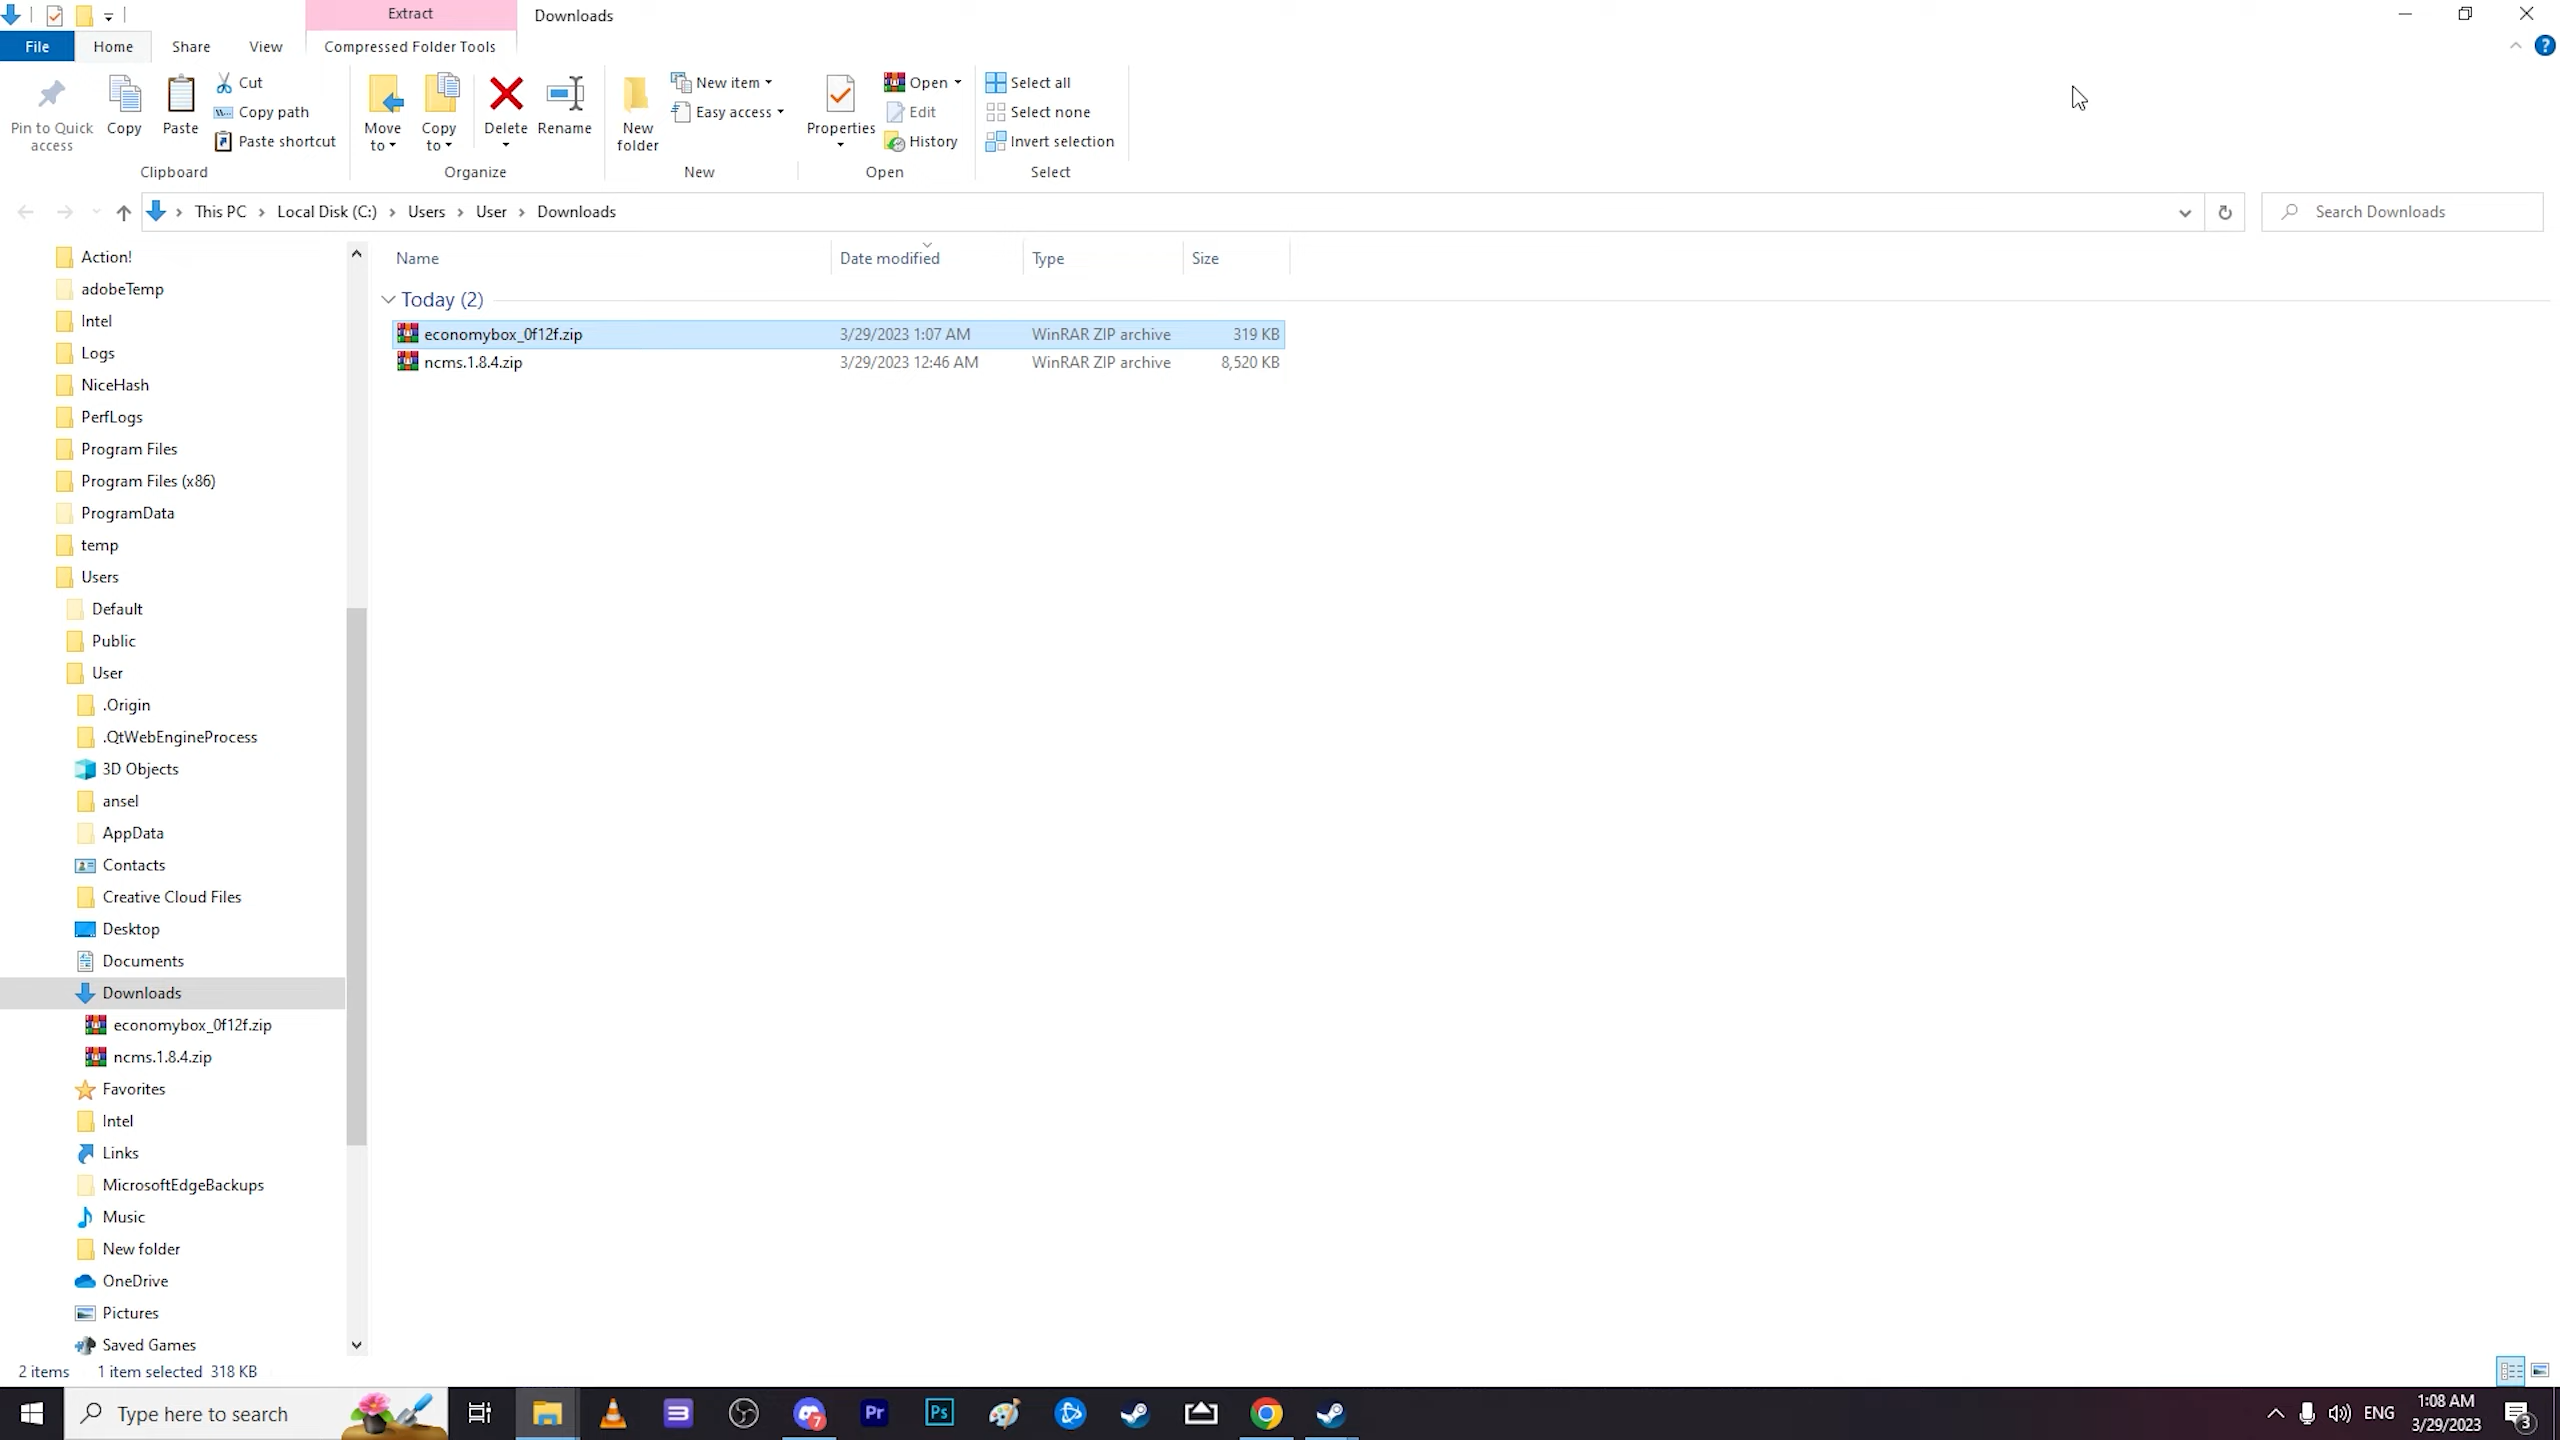 Extract
Downloads
File
Home
Share
View
Compressed Folder Tools
Pin to Quick access
Copy
Paste
Cut
Copy path
Paste shortcut
Clipboard
Move to
Copy to
Delete
Rename
Organize
New folder
New item
Easy access
New
Properties
Open
Edit
History
Open
Select all
Select none
Invert selection
Select
This PC
Local Disk (C:)
Users
User
Downloads
Search Downloads
Action!
adobeTemp
Intel
Logs
NiceHash
PerfLogs
Program Files
Program Files (x86)
ProgramData
temp
Users
Default
Public
User
.Origin
.QtWebEngineProcess
3D Objects
ansel
AppData
Contacts
Creative Cloud Files
Desktop
Documents
Downloads
economybox_0f12f.zip
ncms.1.8.4.zip
Favorites
Intel
Links
MicrosoftEdgeBackups
Music
New folder
OneDrive
Pictures
Saved Games
Name Date modified Type Size
Today (2)
economybox_0f12f.zip 3/29/2023 1:07 AM WinRAR ZIP archive 319 KB
ncms.1.8.4.zip 3/29/2023 12:46 AM WinRAR ZIP archive 8,520 KB
2 items 1 item selected 318 KB
Type here to search
7
Pr
Ps
ENG
1:08 AM
3/29/2023
3